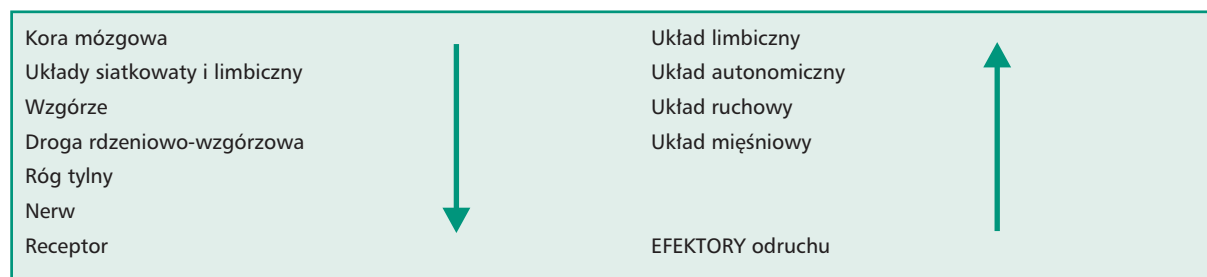 Kora mózgowa
Układy siatkowaty i limbiczny
Wzgórze
Droga rdzeniowo-wzgórzowa
Róg tylny
Nerw
Receptor
Układ limbiczny
Układ autonomiczny
Układ ruchowy
Układ mięśniowy
EFEKTORY odruchu